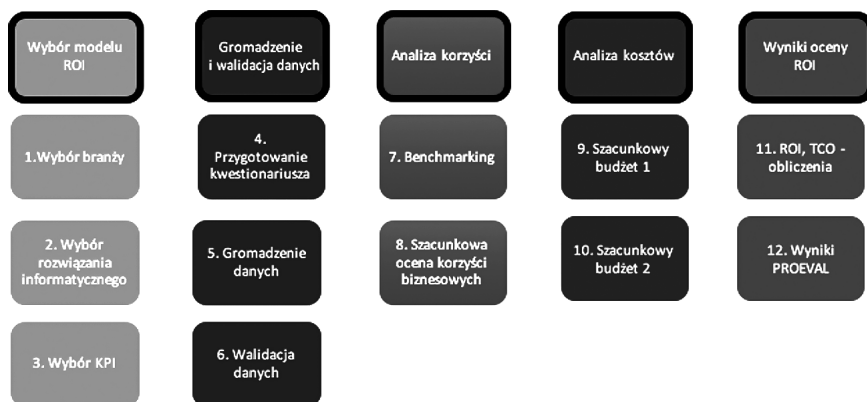 Wybór modelu
ROI
Gromadzenie
i walidacja danych
Analiza korzyści
Analiza kosztów
Wyniki oceny
ROI
1.Wybór branży
4.
Przygotowanie
kwestionariusza
7. Benchmarking
9. Szacunkowy
budżet 1
11. ROI, TCO -
obliczenia
2. Wybór
rozwiązania
informatycznego
5. Gromadzenie
danych
8. Szacunkowa
ocena korzyści
biznesowych
10. Szacunkowy
budżet 2
12. Wyniki
PROEVAL
3. Wybór KPI
6. Walidacja
danych